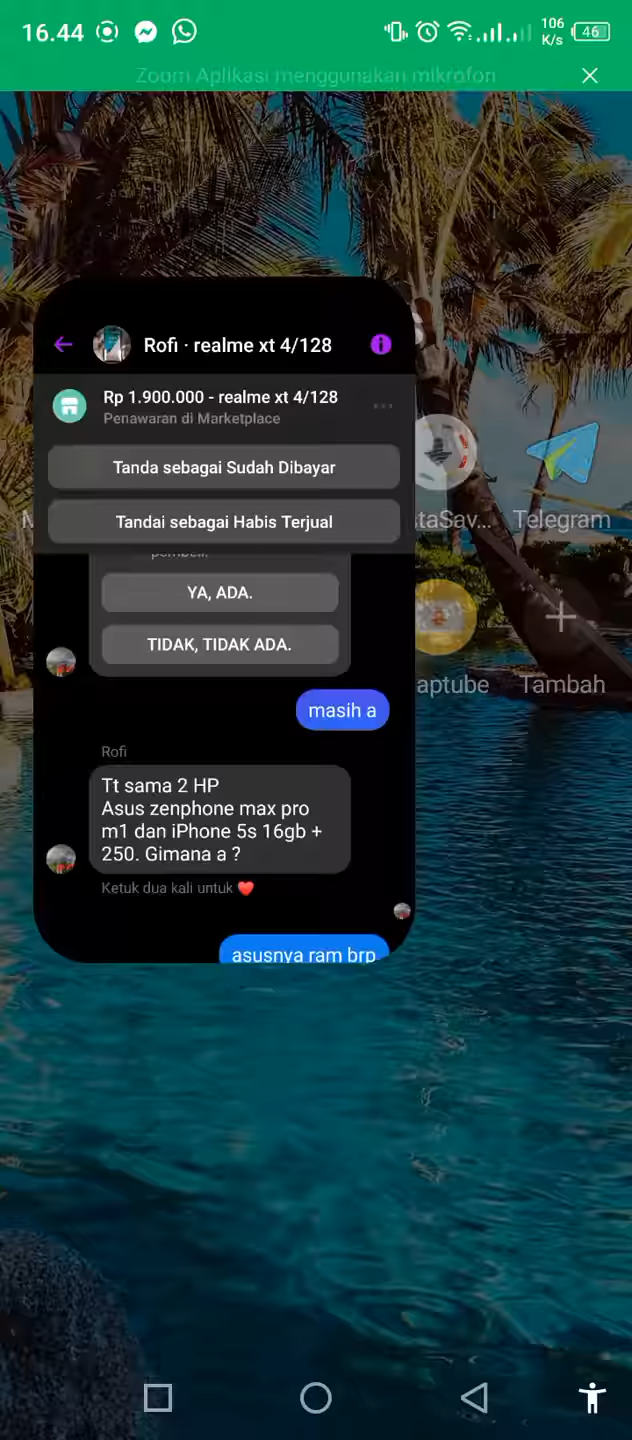 16.44
106
K/s
46
Zoom Aplikasi menggunakan mikrofon
Rofi · realme xt 4/128
Rp 1.900.000 - realme xt 4/128
Penawaran di Marketplace
Tanda sebagai Sudah Dibayar
Tandai sebagai Habis Terjual
pembeli.
YA, ADA.
TIDAK, TIDAK ADA.
masih a
Rofi
Tt sama 2 HP
Asus zenphone max pro
m1 dan iPhone 5s 16gb +
250. Gimana a ?
Ketuk dua kali untuk ❤️
asusnya ram brp
taSav...
Telegram
aptube
Tambah